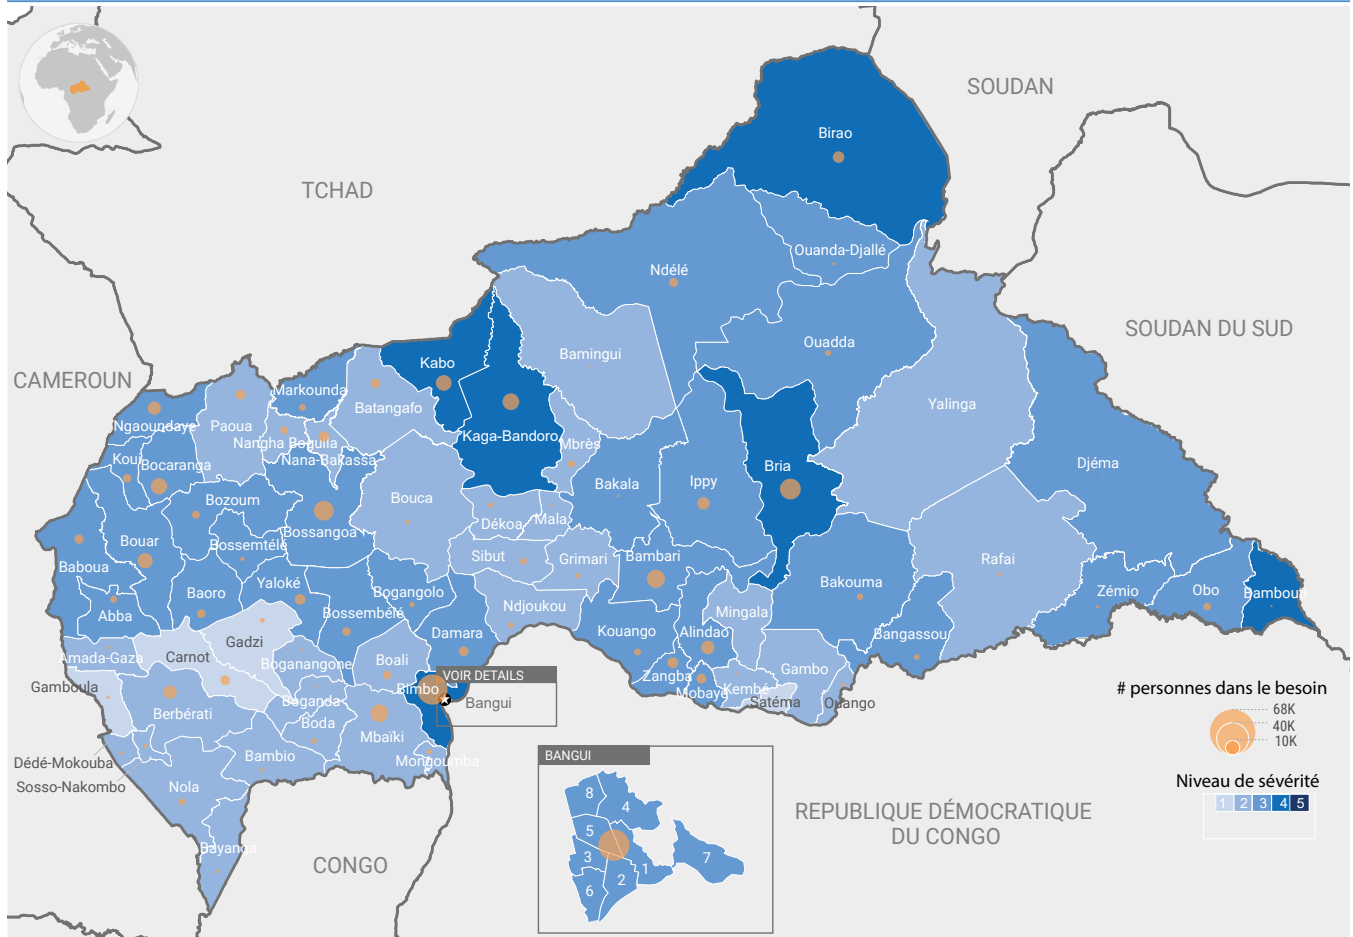 SOUDAN
Birao
TCHAD
Ouanda-Djallé
Ndélé
SOUDAN DU SUD
Ouadda
Bamingui
Kabo
CAMEROUN
Markounda
Batangafo
Yalinga
Ngaoundaye
Paoua
Nangha Boguila
Kaga-Bandoro
Mbrès
Nana-Bakassa
Koui
Bocaranga
Djéma
Bria
Ippy
Bakala
Bouca
Bozoum
Dékoa
Mala
Bossangoa
Bouar
Bossemtélé
Sibut
Grimari
Bambari
Rafai
Baboua
Yaloké
Bakouma
Baoro
Bogangolo
Zémio
Obo
Bambouti
Abba
Bossembélé
Ndjoukou
Mingala
Damara
Kouango
Alindao
Bangassou
Gadzi
Amada-Gaza
Carnot
Boganangone
Boali
Gambo
VOIR DETAILS
Zangba
Gamboula
Bimbo
Mobaye
Kembé
# personnes dans le besoin
Boganda
Bangui
Satéma
Ouango
68K
Berbérati
Boda
Mbaïki
40K
10K
BANGUI
Bambio
Mongoumba
Dédé-Mokouba
Niveau de sévérité
Sosso-Nakombo
Nola
8
4
1 2 3 4 5
REPUBLIQUE DÉMOCRATIQUE
DU CONGO
5
Bayanga
3
7
CONGO
1
2
6